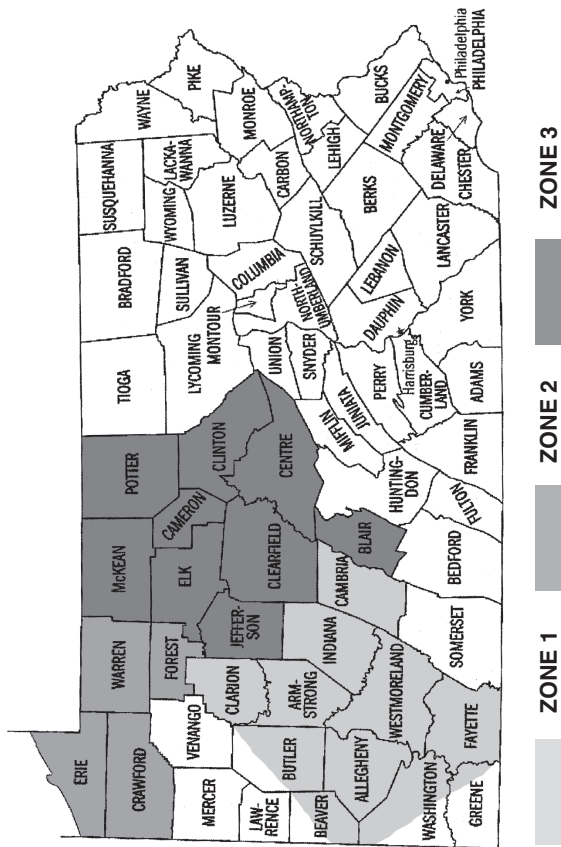 ERIE
CRAWFORD
WARREN
McKEAN
POTTER
TIOGA
BRADFORD
SUSQUEHANNA
WAYNE
PIKE
MERCER
VENANGO
FOREST
ELK
CAMERON
CLINTON
LYCOMING
SULLIVAN
WYOMING
LACKA-
WANNA
LUZERNE
MONROE
LAW-
RENCE
BUTLER
CLARION
JEFFER-
SON
CLEARFIELD
CENTRE
UNION
MONTOUR
COLUMBIA
CARBON
NORTHAMP-
TON
BEAVER
ALLEGHENY
ARM-
STRONG
INDIANA
CAMBRIA
BLAIR
HUNTING-
DON
MIFFLIN
JUNIATA
SNYDER
NORTH-
UMBERLAND
SCHUYLKILL
LEHIGH
BUCKS
WASHINGTON
WESTMORELAND
PERRY
Harrisburg
DAUPHIN
LEBANON
BERKS
MONTGOMERY
GREENE
FAYETTE
SOMERSET
BEDFORD
FULTON
FRANKLIN
CUMBER-
LAND
ADAMS
YORK
LANCASTER
CHESTER
DELAWARE
Philadelphia
PHILADELPHIA
ZONE 1
ZONE 2
ZONE 3